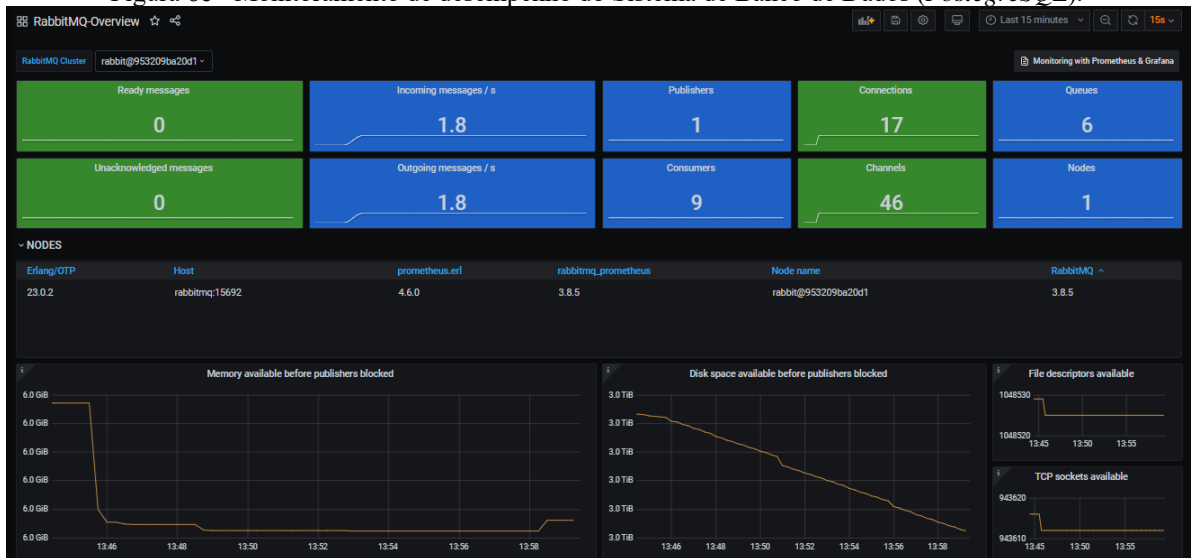 RabbitMQ-Overview
Last 15 minutes
15s
RabbitMQ Cluster rabbit@953209ba20d1
Monitoring with Prometheus & Grafana
Ready messages
0
Incoming messages / s
1.8
Publishers
1
Connections
17
Queues
6
Unacknowledged messages
0
Outgoing messages / s
1.8
Consumers
9
Channels
46
Nodes
1
NODES
Erlang/OTP Host prometheus.erl rabbitmq_prometheus Node name RabbitMQ
23.0.2 rabbitmq:15692 4.6.0 3.8.5 rabbit@953209ba20d1 3.8.5
Memory available before publishers blocked
6.0 GiB
6.0 GiB
6.0 GiB
6.0 GiB
6.0 GiB
6.0 GiB
13:46 13:48 13:50 13:52 13:54 13:56 13:58
Disk space available before publishers blocked
3.0 TiB
3.0 TiB
3.0 TiB
3.0 TiB
3.0 TiB
3.0 TiB
13:46 13:48 13:50 13:52 13:54 13:56 13:58
File descriptors available
1048530
1048520
13:45 13:50 13:55
TCP sockets available
943620
943610
13:45 13:50 13:55